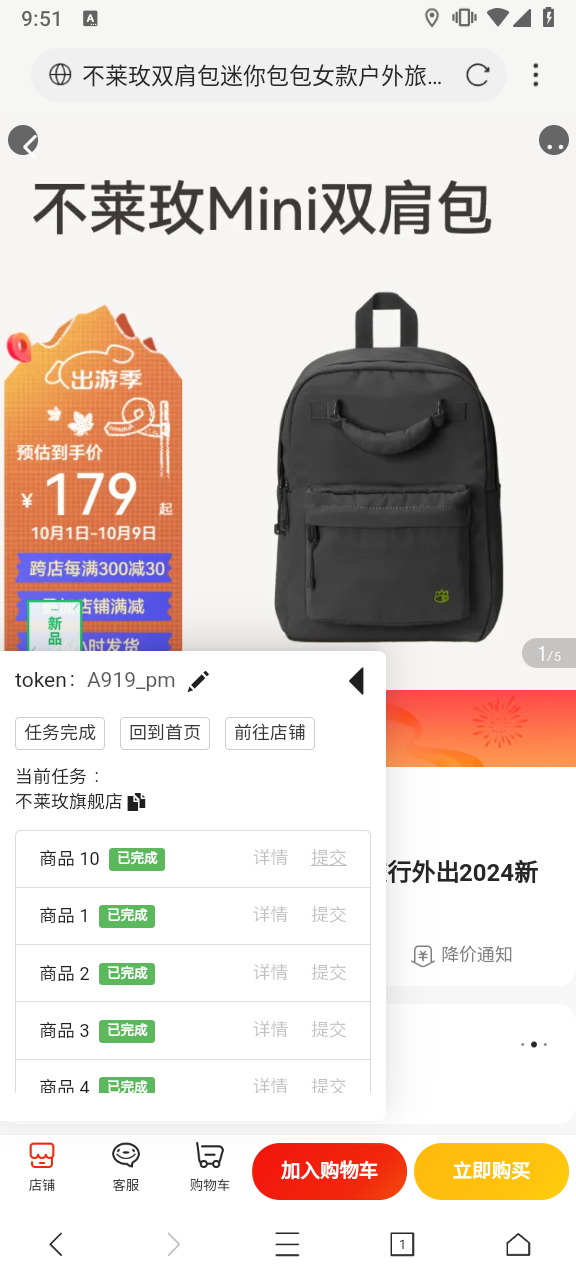 9:51
A
不莱玫双肩包迷你包包女款户外旅...
不莱玫Mini双肩包
出游季
预估到手价
¥179起
10月1日-10月9日
跨店每满300减30
店铺满减
新品
小时发货
1/5
token： A919_pm
任务完成 回到首页 前往店铺
当前任务：
不莱玫旗舰店
商品 10 已完成 详情 提交
行外出2024新
商品 1 已完成 详情 提交
降价通知
商品 2 已完成 详情 提交
商品 3 已完成 详情 提交
商品 4 已完成 详情 提交
店铺 客服 购物车 加入购物车 立即购买
1